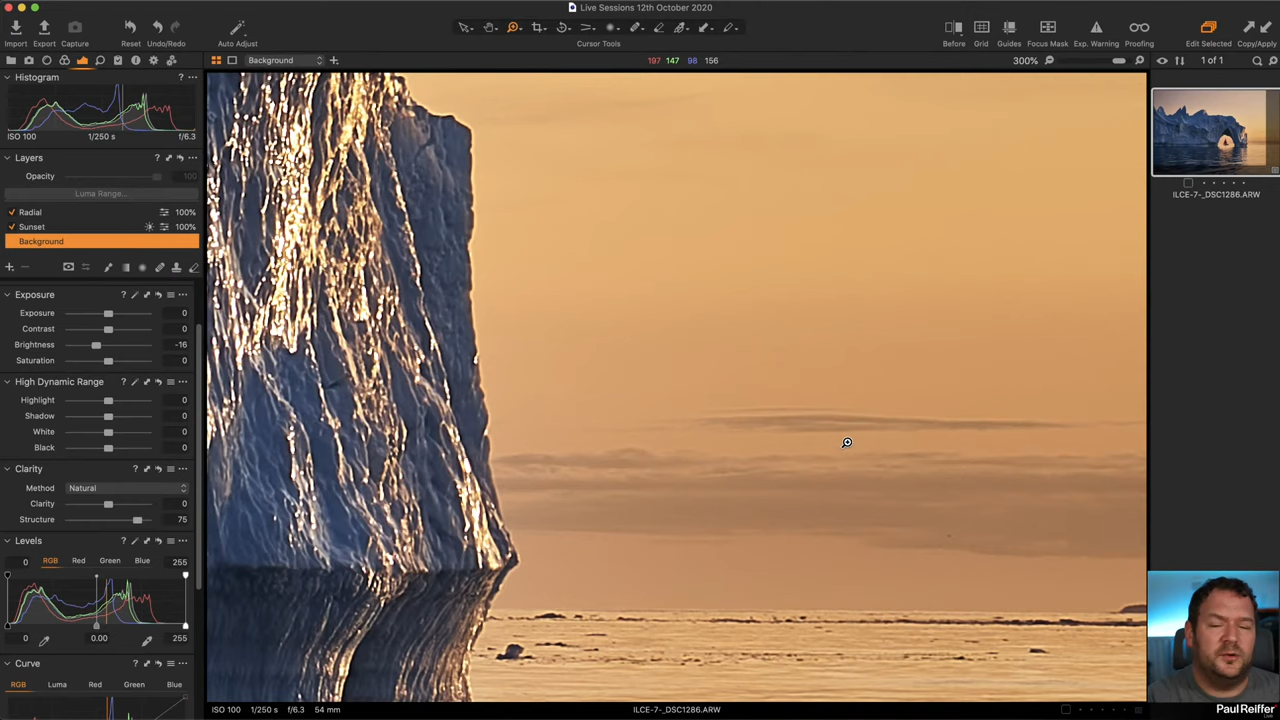 Live Sessions 12th October 2020
Import Export Capture Reset Undo/Redo Auto Adjust Cursor Tools Before Grid Guides Focus Mask Exp. Warning Proofing Edit Selected Copy/Apply
Background 197 147 98 156 300% 1 of 1
Histogram
ISO 100 1/250 s f/6.3
Layers
Opacity 100
Luma Range...
Radial 100%
Sunset 100%
Background
Exposure
Exposure 0
Contrast 0
Brightness -16
Saturation 0
High Dynamic Range
Highlight 0
Shadow 0
White 0
Black 0
Clarity
Method Natural
Clarity 0
Structure 75
Levels
0 RGB Red Green Blue 255
0 0.00 255
Curve
RGB Luma Red Green Blue
ISO 100 1/250 s f/6.3 54 mm ILCE-7-_DSC1286.ARW
ILCE-7-_DSC1286.ARW
Paul Reiffer
Live